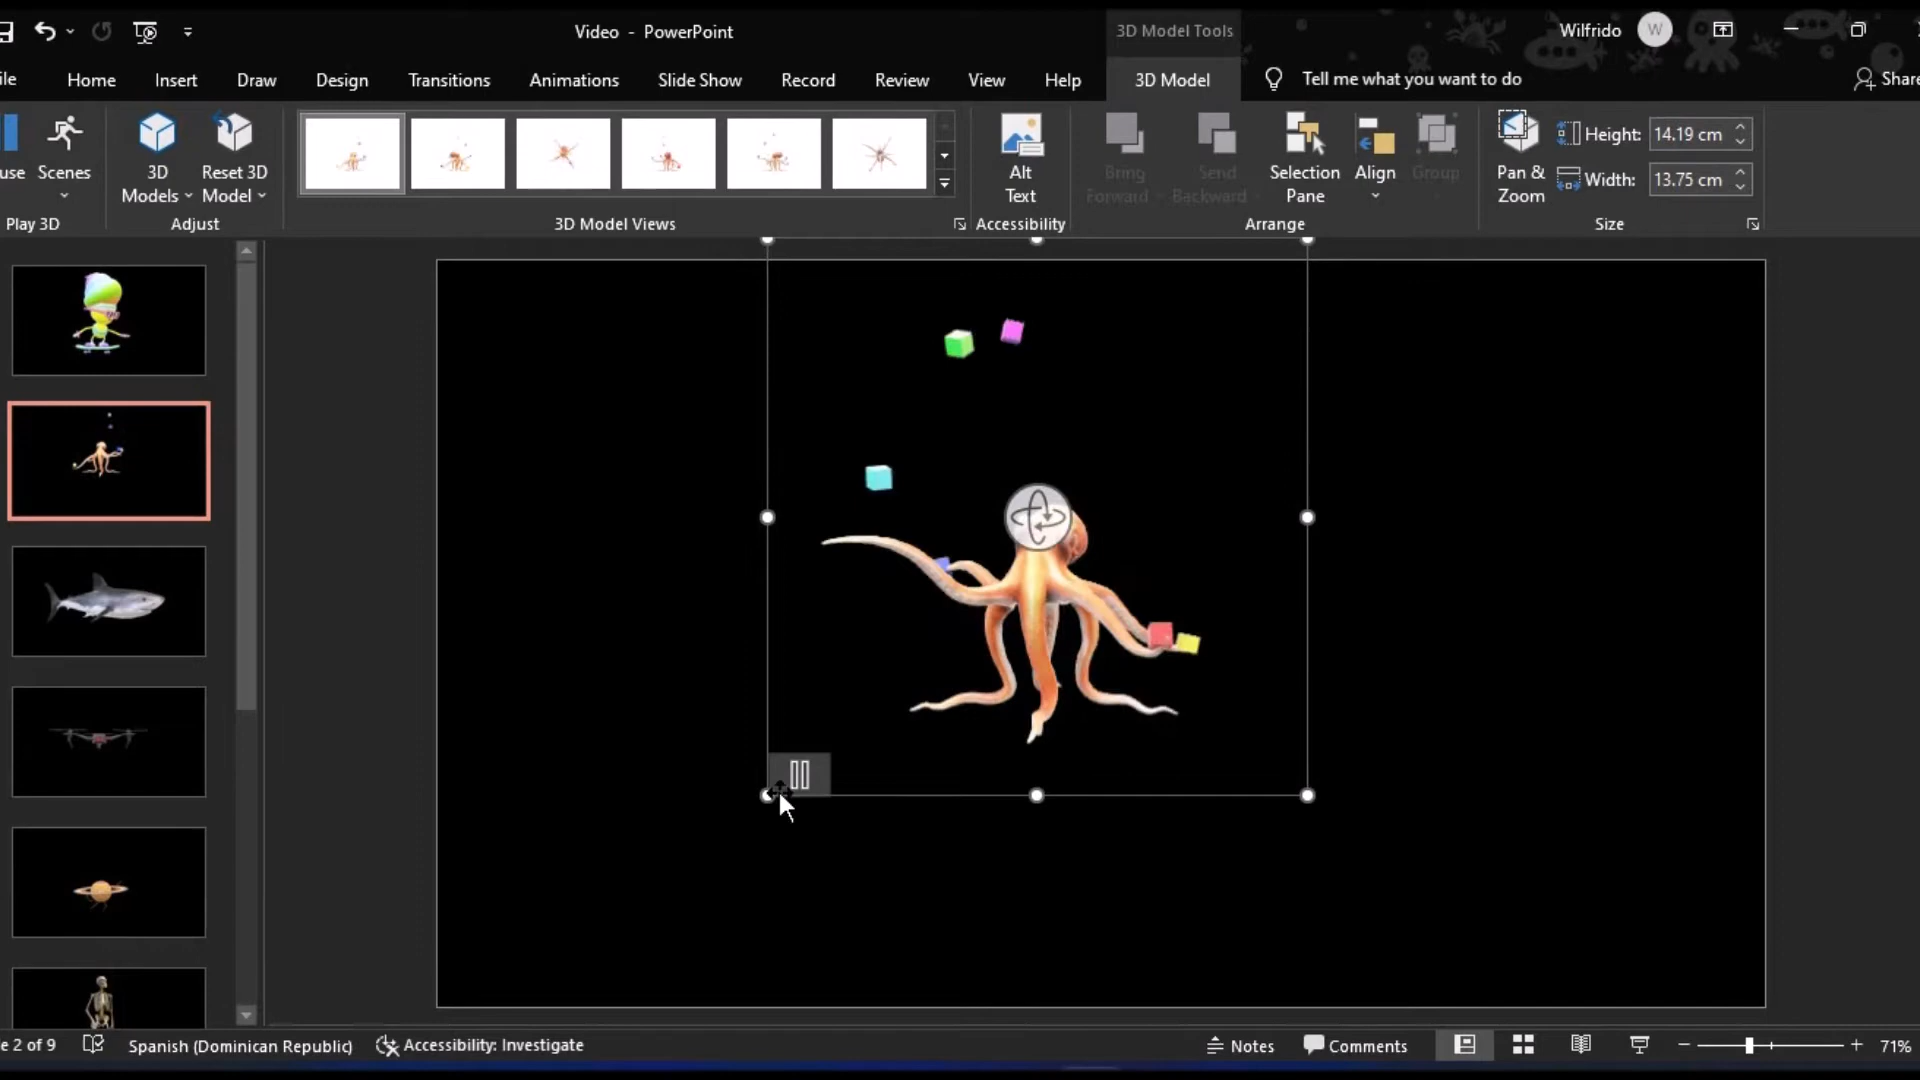 Video - PowerPoint
3D Model Tools
Wilfrido
W
ile
Home
Insert
Draw
Design
Transitions
Animations
Slide Show
Record
Review
View
Help
3D Model
Tell me what you want to do
Share
use
Scenes
3D
Models
Reset 3D
Model
Alt
Text
Bring
Forward
Send
Backward
Selection
Pane
Align
Group
Pan &
Zoom
Height: 14.19 cm
Width: 13.75 cm
Play 3D
Adjust
3D Model Views
Accessibility
Arrange
Size
e 2 of 9
Spanish (Dominican Republic)
Accessibility: Investigate
Notes
Comments
71%